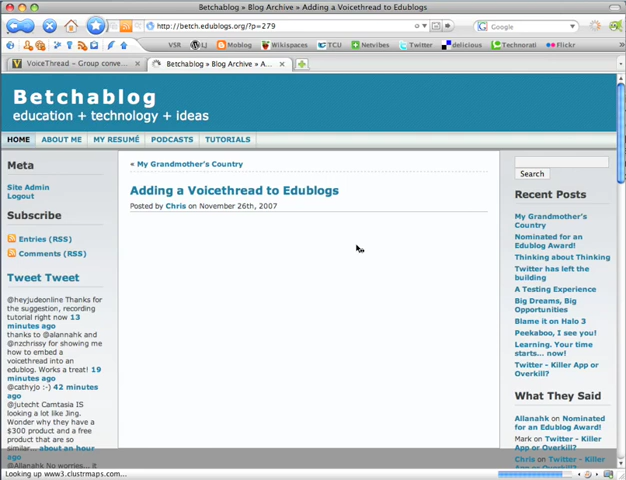 Betchablog » Blog Archive » Adding a Voicethread to Edublogs
http://betch.edublogs.org/?p=279
Google
VSR
LJ
Moblog
Wikispaces
TCU
Netvibes
Twitter
delicious
Technorati
Flickr
VoiceThread – Group conve...
Betchablog » Blog Archive » A...
Betchablog
education + technology + ideas
HOME
ABOUT ME
MY RESUMÉ
PODCASTS
TUTORIALS
Meta
Site Admin
Logout
Subscribe
Entries (RSS)
Comments (RSS)
Tweet Tweet
@heyjudeonline Thanks for
the suggestion, recording
tutorial right now 13
minutes ago
thanks to @alannahk and
@nzchrissy for showing me
how to embed a
voicethread into an
edublog. Works a treat! 19
minutes ago
@cathyjo :-) 42 minutes
ago
@jutecht Camtasia IS
looking a lot like Jing.
Wonder why they have a
$300 product and a free
product that are so
similar... about an hour
ago
@Allanahk No worries... it
« My Grandmother's Country
Adding a Voicethread to Edublogs
Posted by Chris on November 26th, 2007
Search
Recent Posts
My Grandmother's
Country
Nominated for an
Edublog Award!
Thinking about Thinking
Twitter has left the
building
A Testing Experience
Big Dreams, Big
Opportunities
Blame it on Halo 3
Peekaboo, I see you!
Learning. Your time
starts... now!
Twitter - Killer App or
Overkill?
What They Said
Allanahk on Nominated
for an Edublog Award!
Mark on Twitter -
Killer App or Overkill?
Chris on Twitter -
Killer App or
Looking up www3.clustrmaps.com...